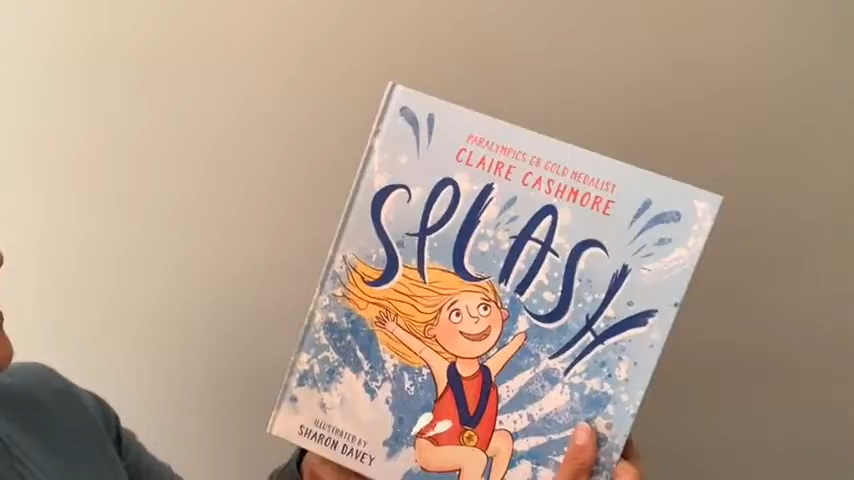 PARALYMPICS GB GOLD MEDALIST
CLAIRE CASHMORE
SPLASH
ILLUSTRATED BY
SHARON DAVEY